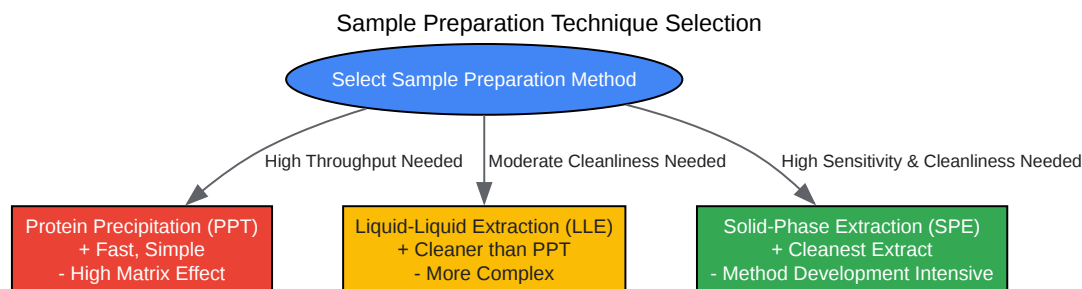 Sample Preparation Technique Selection
Select Sample Preparation Method
High Throughput Needed
Moderate Cleanliness Needed
High Sensitivity & Cleanliness Needed
Protein Precipitation (PPT)
+ Fast, Simple
- High Matrix Effect
Liquid-Liquid Extraction (LLE)
+ Cleaner than PPT
- More Complex
Solid-Phase Extraction (SPE)
+ Cleanest Extract
- Method Development Intensive